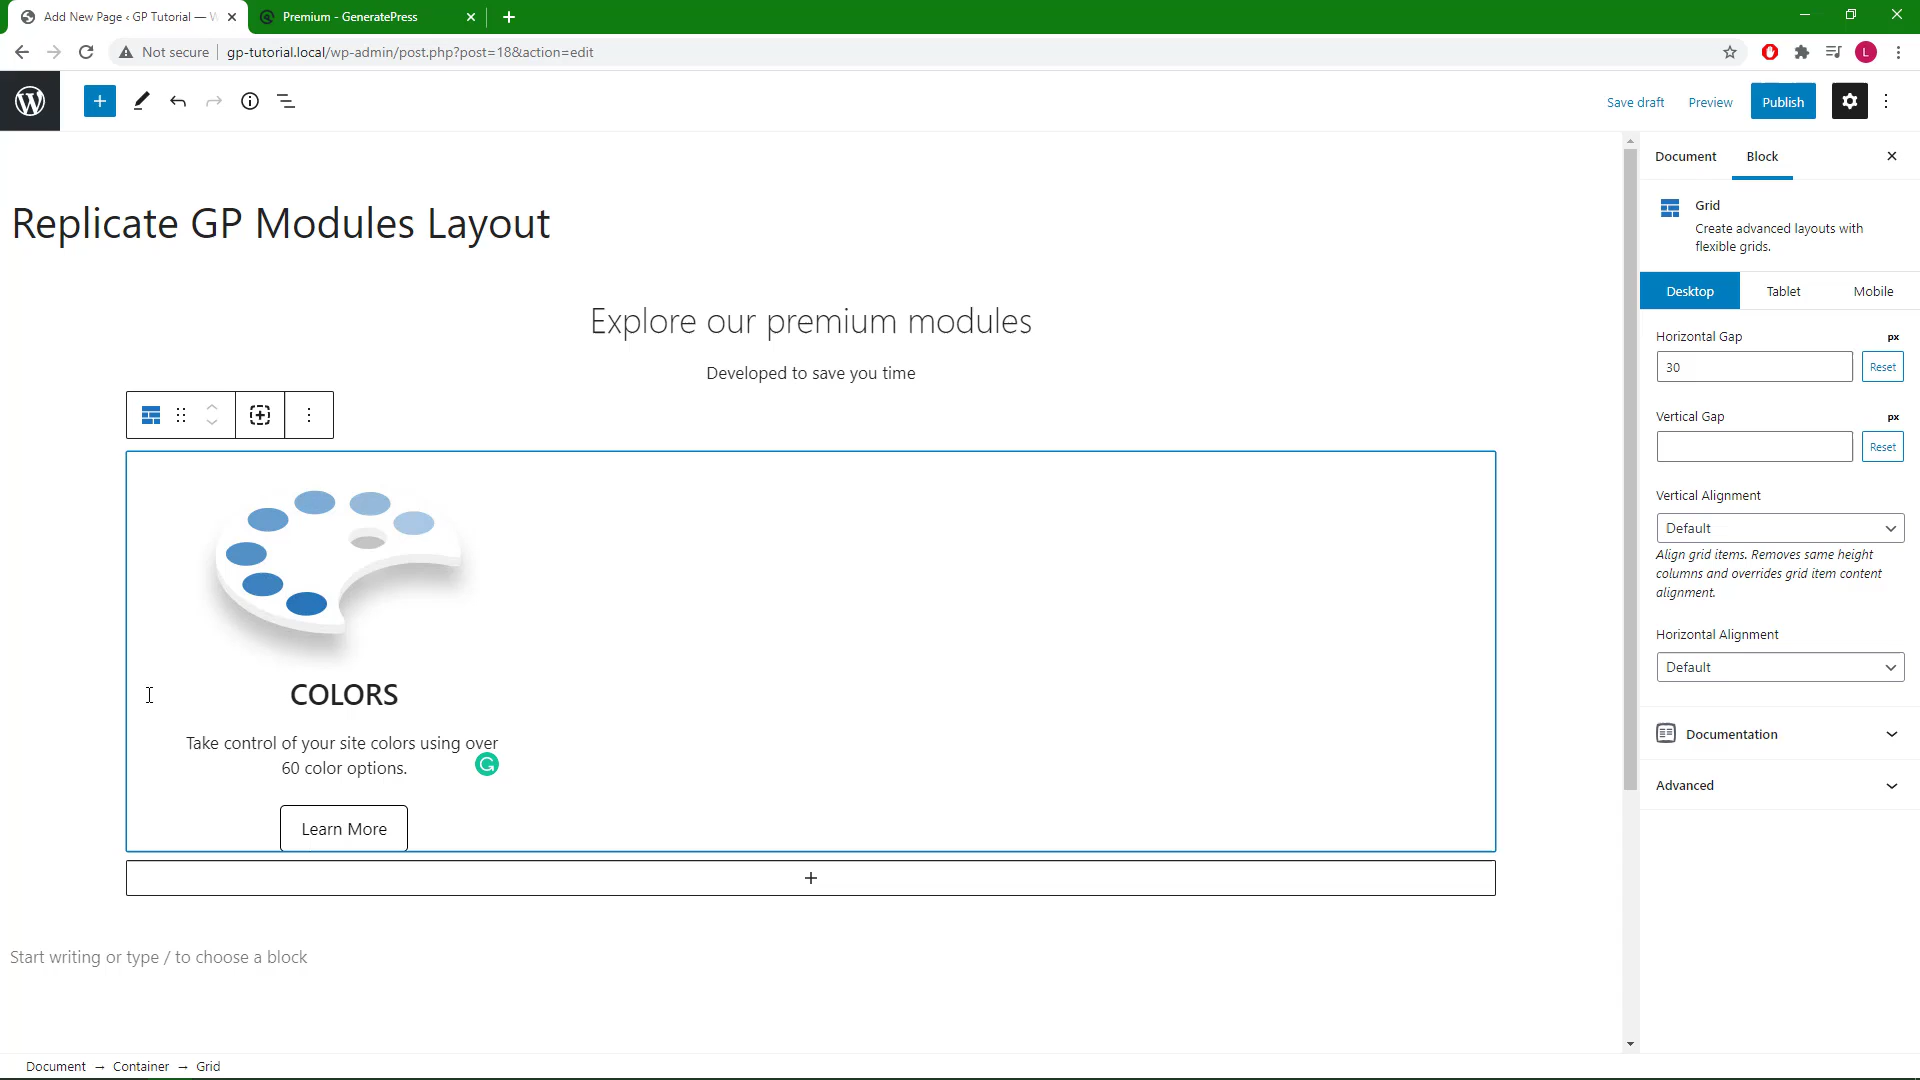 Add New Page ‹ GP Tutorial — W
Premium - GeneratePress
Not secure
gp-tutorial.local/wp-admin/post.php?post=18&action=edit
L
Save draft
Preview
Publish
Document
Block
Replicate GP Modules Layout
Grid
Create advanced layouts with
flexible grids.
Desktop
Tablet
Mobile
Explore our premium modules
Developed to save you time
Horizontal Gap
px
30
Reset
Vertical Gap
px
Reset
Vertical Alignment
Default
Align grid items. Removes same height
columns and overrides grid item content
alignment.
Horizontal Alignment
Default
COLORS
Take control of your site colors using over
60 color options.
Learn More
Documentation
Advanced
Start writing or type / to choose a block
Document → Container → Grid